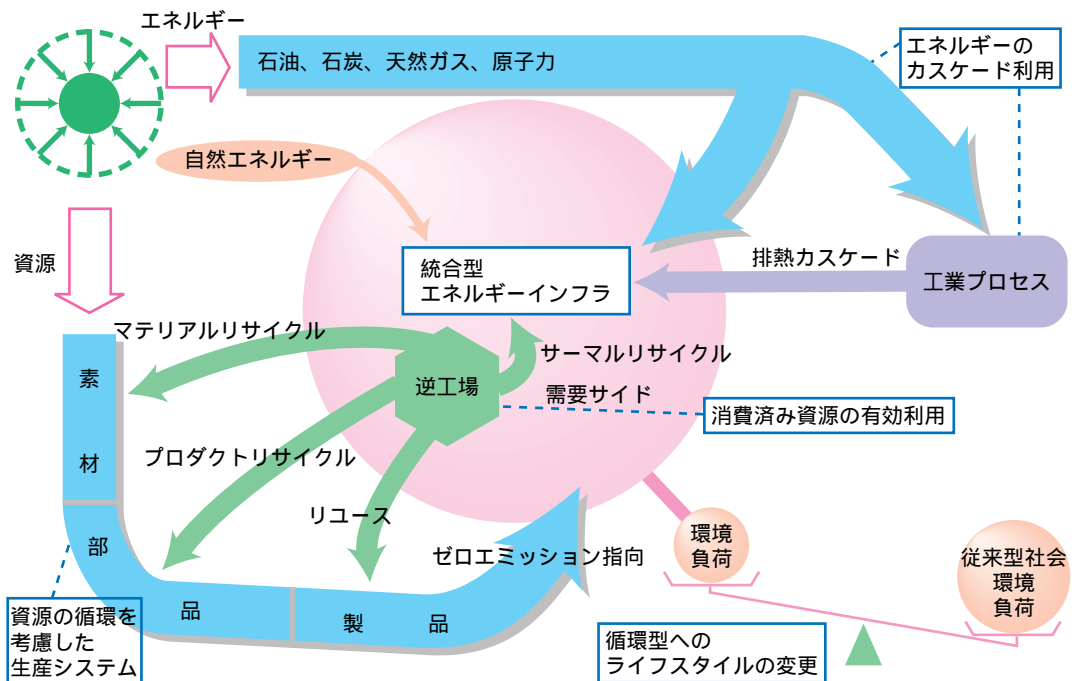 エネルギー
石油、石炭、天然ガス、原子力
エネルギーの
カスケード利用
自然エネルギー
資源
統合型
エネルギーインフラ
排熱カスケード
工業プロセス
マテリアルリサイクル
サーマルリサイクル
逆工場
需要サイド
消費済み資源の有効利用
素
材
プロダクトリサイクル
リユース
部
品
製
品
ゼロエミッション指向
環境
負荷
従来型社会
環境
負荷
資源の循環を
考慮した
生産システム
循環型への
ライフスタイルの変更